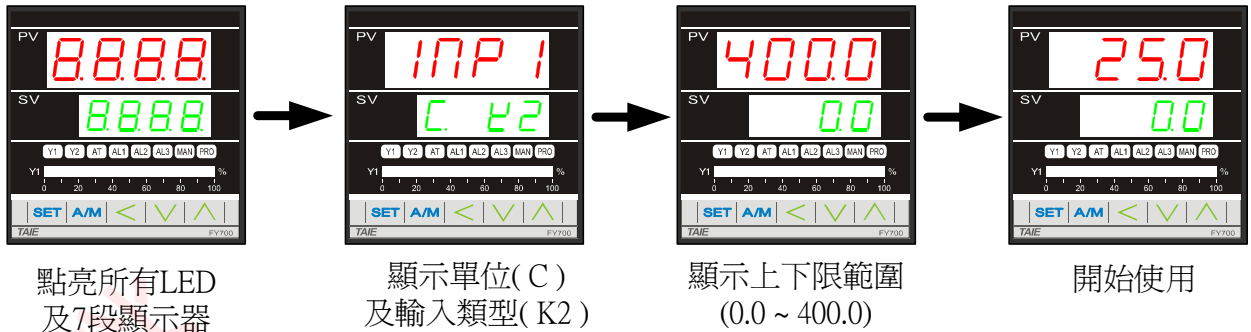 PV
8.8.8.8.
SV
8.8.8.8.
Y1 Y2 AT AL1 AL2 AL3 MAN PRO
Y1 %
0 20 40 60 80 100
SET A/M
TAIE FY700
點亮所有LED
及7段顯示器
PV
INP1
SV
C. K2
Y1 Y2 AT AL1 AL2 AL3 MAN PRO
Y1 %
0 20 40 60 80 100
SET A/M
TAIE FY700
顯示單位( C )
及輸入類型( K2 )
PV
400.0
SV
0.0
Y1 Y2 AT AL1 AL2 AL3 MAN PRO
Y1 %
0 20 40 60 80 100
SET A/M
TAIE FY700
顯示上下限範圍
(0.0 ~ 400.0)
PV
25.0
SV
0.0
Y1 Y2 AT AL1 AL2 AL3 MAN PRO
Y1 %
0 20 40 60 80 100
SET A/M
TAIE FY700
開始使用